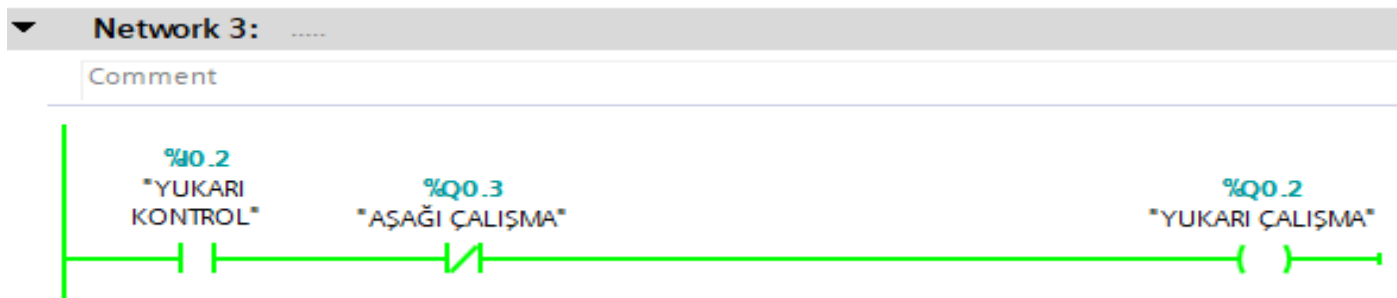 Network 3: .....
Comment
%I0.2
"YUKARI
KONTROL"
%Q0.3
"AŞAĞI ÇALIŞMA"
%Q0.2
"YUKARI ÇALIŞMA"